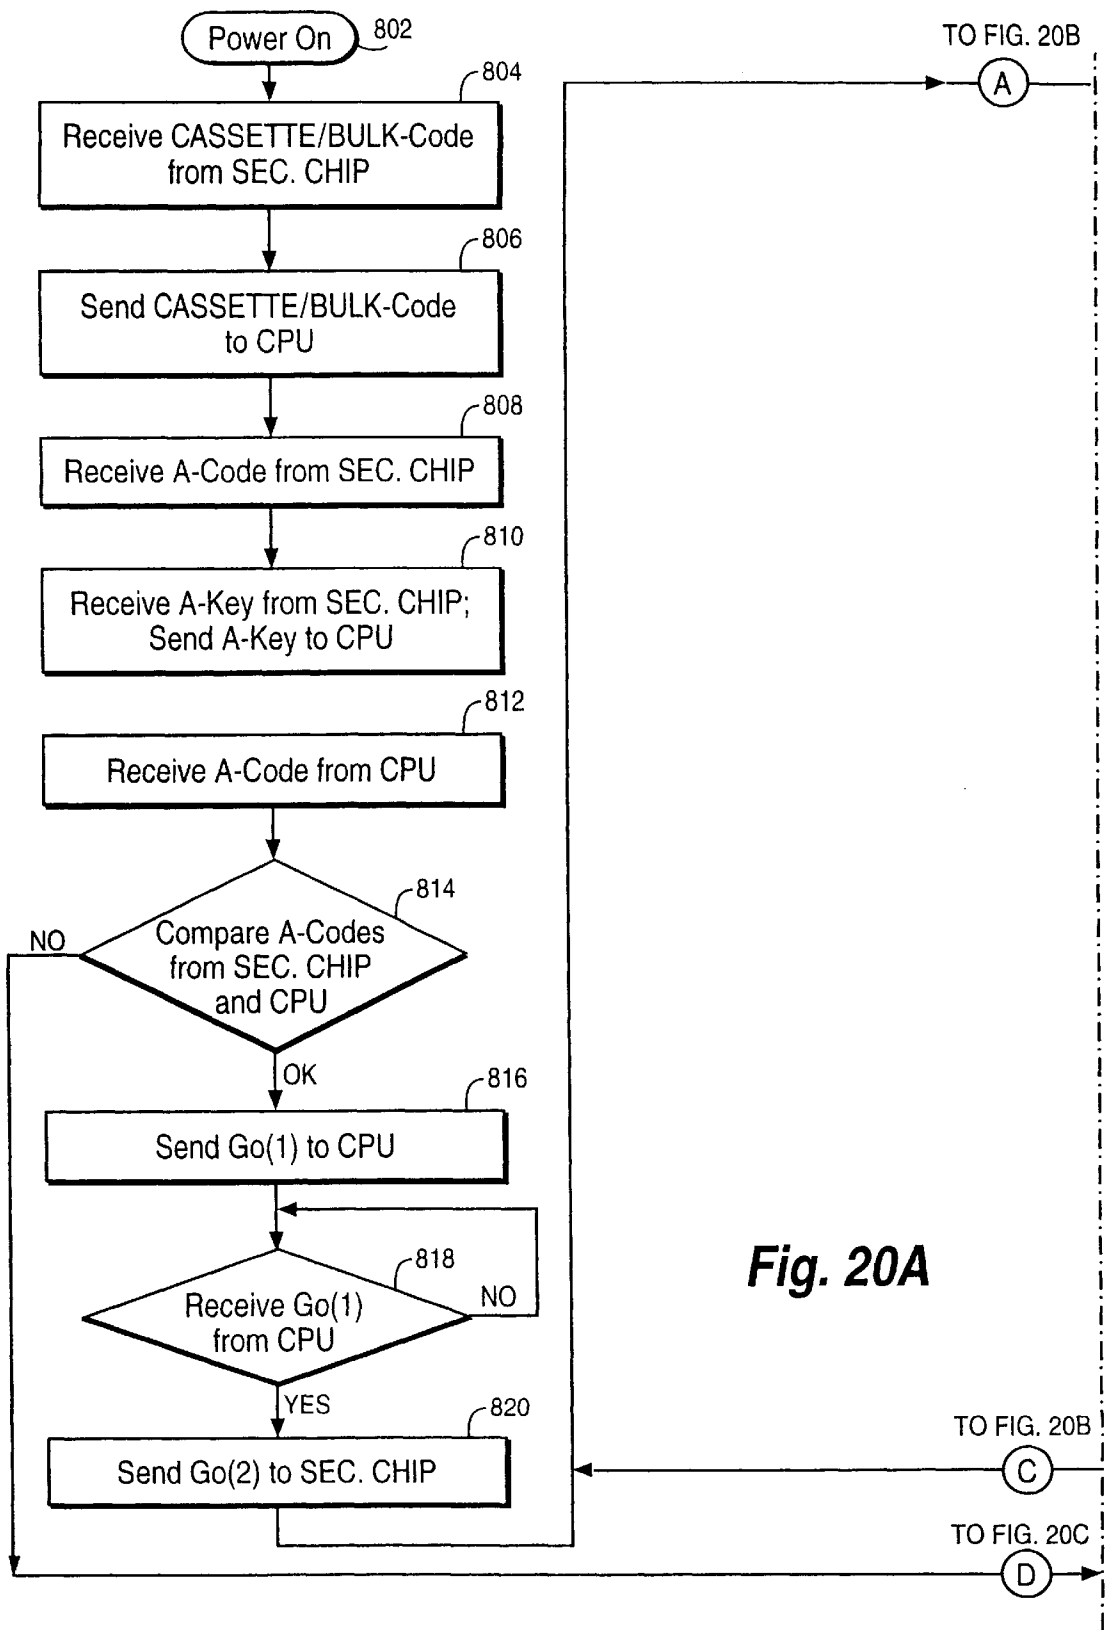 Power On
802
TO FIG. 20B
A
804
Receive CASSETTE/BULK-Code
from SEC. CHIP
806
Send CASSETTE/BULK-Code
to CPU
808
Receive A-Code from SEC. CHIP
810
Receive A-Key from SEC. CHIP;
Send A-Key to CPU
812
Receive A-Code from CPU
814
NO
Compare A-Codes
from SEC. CHIP
and CPU
OK
816
Send Go(1) to CPU
818
Receive Go(1)
from CPU
NO
YES
820
Send Go(2) to SEC. CHIP
Fig. 20A
TO FIG. 20B
C
TO FIG. 20C
D